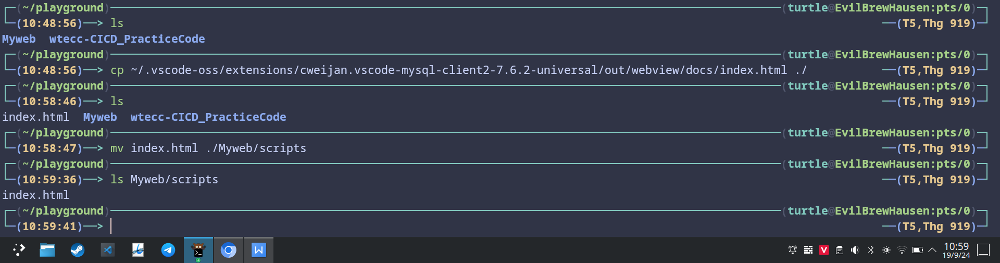 (~/playground) (turtle@EvilBrewHausen:pts/0)
(10:48:56)──> ls (T5,Thg 919)
Myweb wtecc-CICD_PracticeCode
(~/playground) (turtle@EvilBrewHausen:pts/0)
(10:48:56)──> cp ~/.vscode-oss/extensions/cweijan.vscode-mysql-client2-7.6.2-universal/out/webview/docs/index.html ./ (T5,Thg 919)
(~/playground) (turtle@EvilBrewHausen:pts/0)
(10:58:46)──> ls (T5,Thg 919)
index.html Myweb wtecc-CICD_PracticeCode
(~/playground) (turtle@EvilBrewHausen:pts/0)
(10:58:47)──> mv index.html ./Myweb/scripts (T5,Thg 919)
(~/playground) (turtle@EvilBrewHausen:pts/0)
(10:59:36)──> ls Myweb/scripts (T5,Thg 919)
index.html
(~/playground) (turtle@EvilBrewHausen:pts/0)
(10:59:41)──> (T5,Thg 919)
10:59
19/9/24